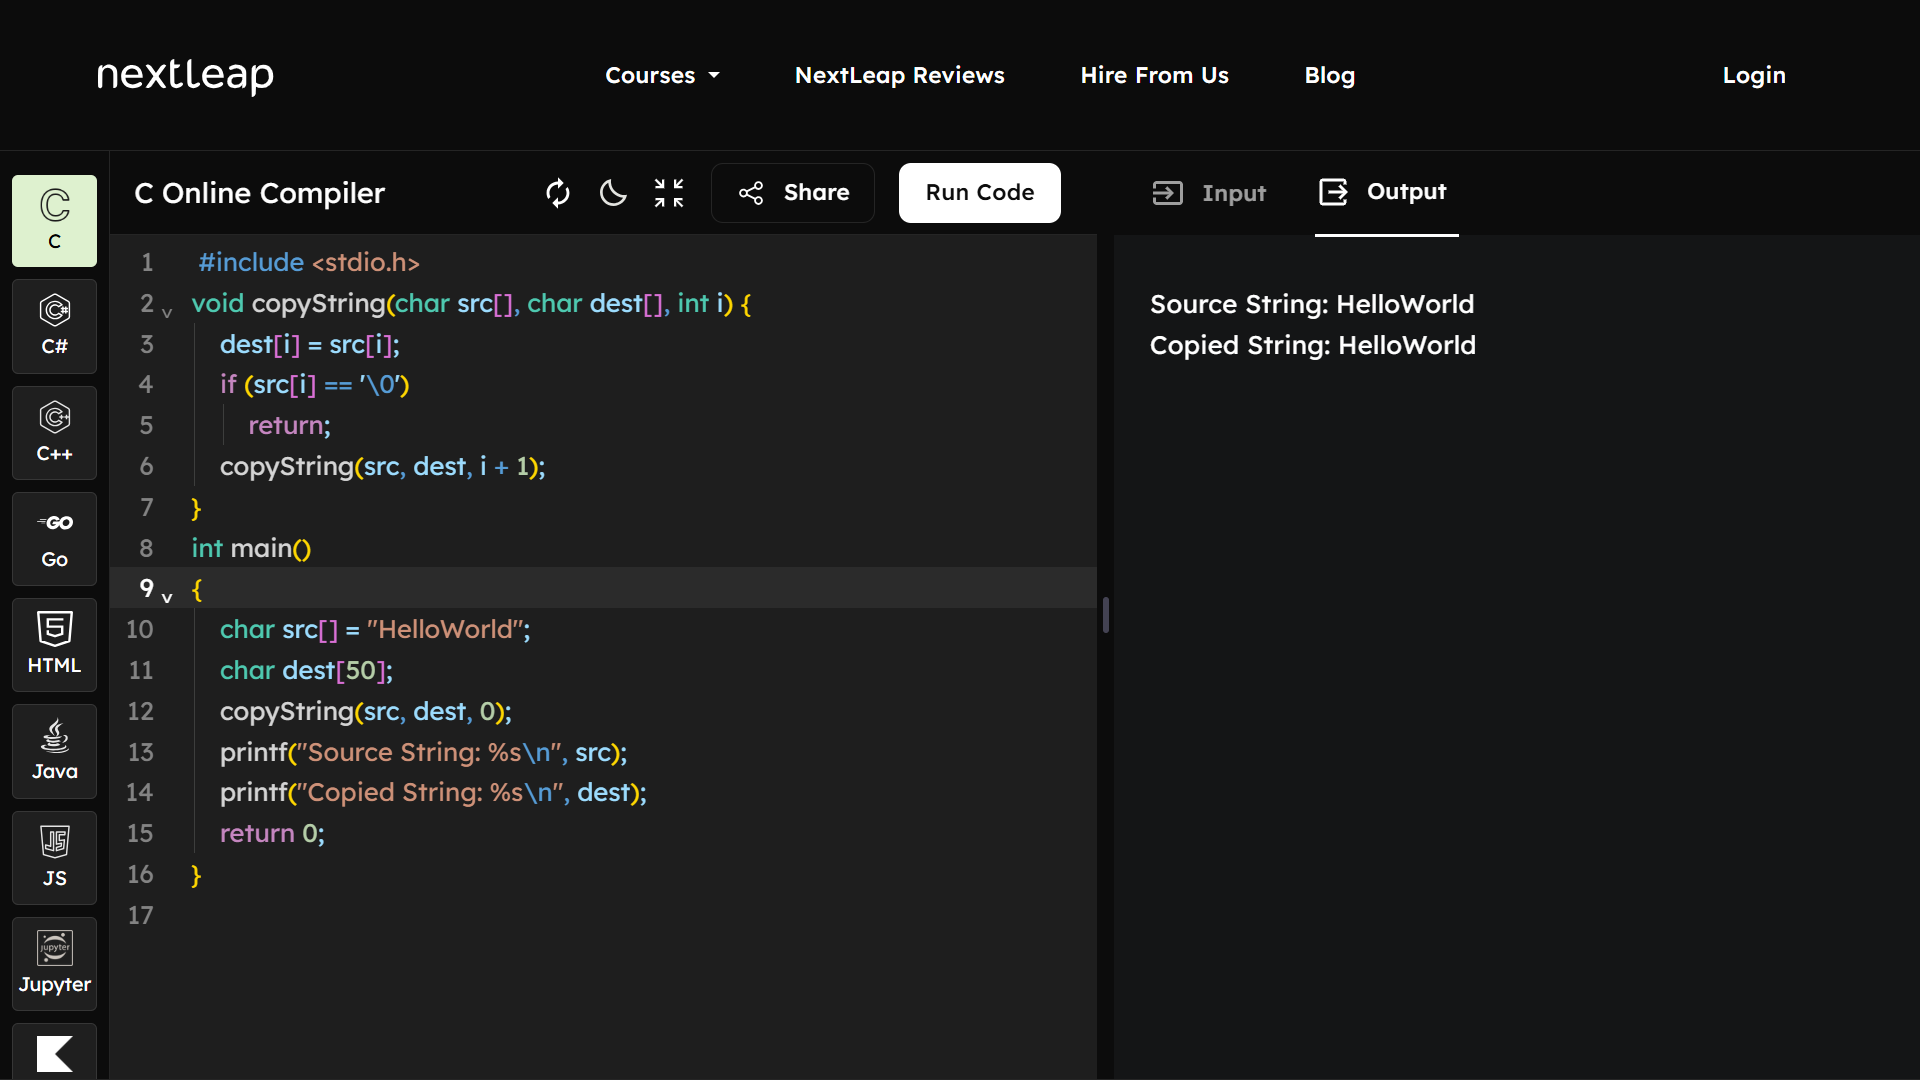 nextleap
Courses
NextLeap Reviews
Hire From Us
Blog
Login
C
C
C#
C++
GO
Go
5
HTML
Java
JS
JS
jupyter
Jupyter
C Online Compiler
Share
Run Code
Input
Output
1 #include <stdio.h>
2 void copyString(char src[], char dest[], int i) {
3 dest[i] = src[i];
4 if (src[i] == '\0')
5 return;
6 copyString(src, dest, i + 1);
7 }
8 int main()
9 {
10 char src[] = "HelloWorld";
11 char dest[50];
12 copyString(src, dest, 0);
13 printf("Source String: %s\n", src);
14 printf("Copied String: %s\n", dest);
15 return 0;
16 }
17
Source String: HelloWorld
Copied String: HelloWorld